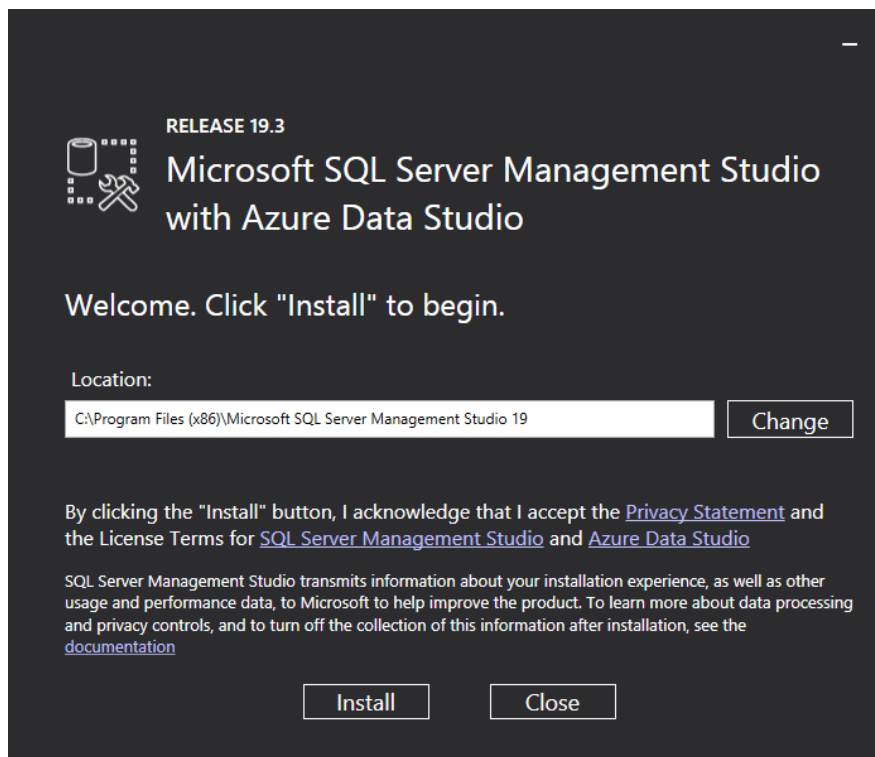 RELEASE 19.3
Microsoft SQL Server Management Studio
with Azure Data Studio
Welcome. Click "Install" to begin.
Location:
C:\Program Files (x86)\Microsoft SQL Server Management Studio 19
Change
By clicking the "Install" button, I acknowledge that I accept the Privacy Statement and
the License Terms for SQL Server Management Studio and Azure Data Studio
SQL Server Management Studio transmits information about your installation experience, as well as other
usage and performance data, to Microsoft to help improve the product. To learn more about data processing
and privacy controls, and to turn off the collection of this information after installation, see the
documentation
Install
Close